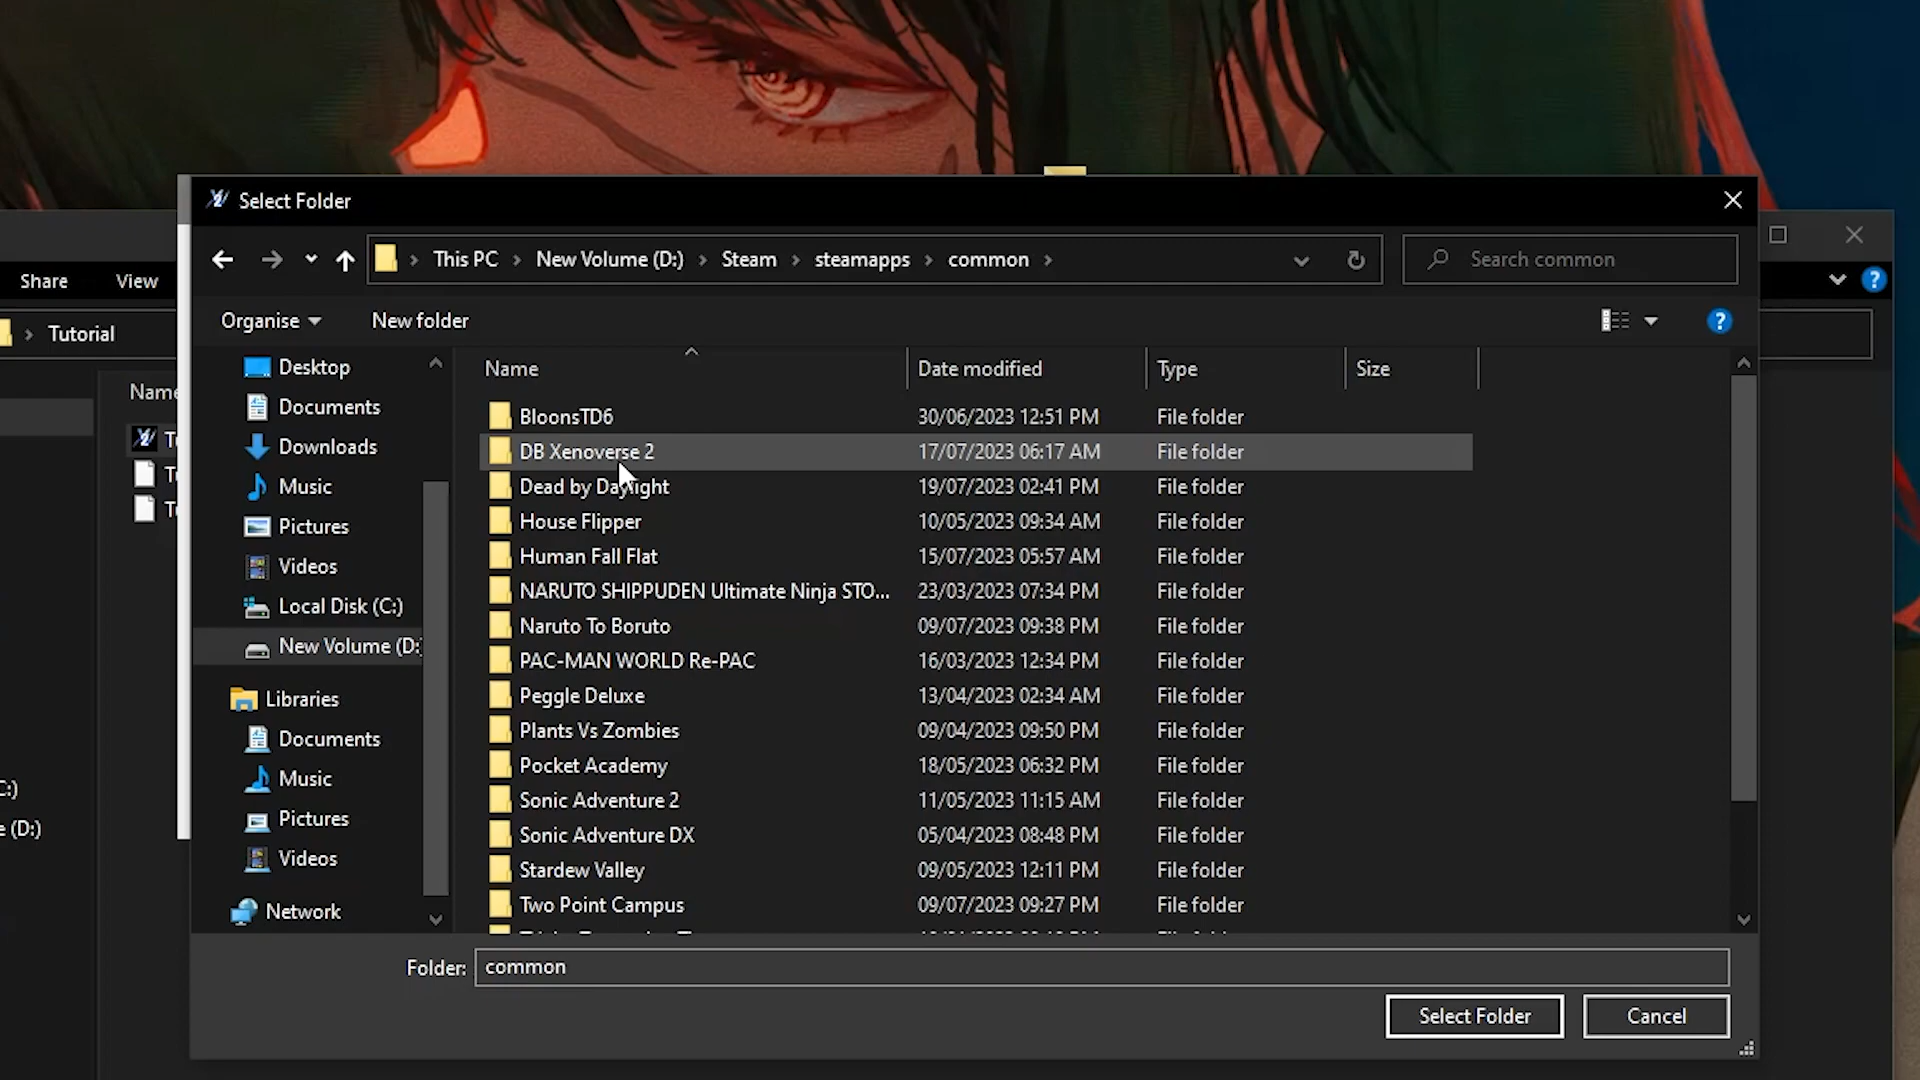 Select Folder
This PC > New Volume (D:) > Steam > steamapps > common >
Search common
Share View
Organise New folder
Tutorial
Name
Desktop
Documents
Downloads
Music
Pictures
Videos
Local Disk (C:)
New Volume (D:
Libraries
Documents
Music
Pictures
Videos
Network
C:)
e (D:)
Name Date modified Type Size
BloonsTD6 30/06/2023 12:51 PM File folder
DB Xenoverse 2 17/07/2023 06:17 AM File folder
Dead by Daylight 19/07/2023 02:41 PM File folder
House Flipper 10/05/2023 09:34 AM File folder
Human Fall Flat 15/07/2023 05:57 AM File folder
NARUTO SHIPPUDEN Ultimate Ninja STO... 23/03/2023 07:34 PM File folder
Naruto To Boruto 09/07/2023 09:38 PM File folder
PAC-MAN WORLD Re-PAC 16/03/2023 12:34 PM File folder
Peggle Deluxe 13/04/2023 02:34 AM File folder
Plants Vs Zombies 09/04/2023 09:50 PM File folder
Pocket Academy 18/05/2023 06:32 PM File folder
Sonic Adventure 2 11/05/2023 11:15 AM File folder
Sonic Adventure DX 05/04/2023 08:48 PM File folder
Stardew Valley 09/05/2023 12:11 PM File folder
Two Point Campus 09/07/2023 09:27 PM File folder
Folder: common
Select Folder Cancel